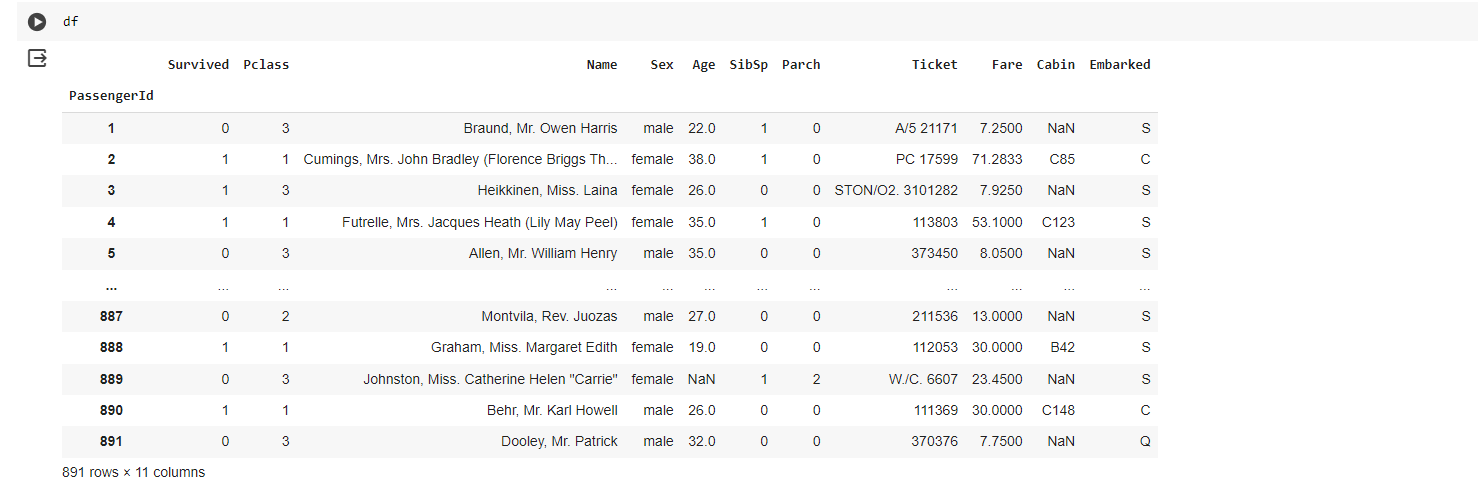 df
Survived Pclass Name Sex Age SibSp Parch Ticket Fare Cabin Embarked
PassengerId
1 0 3 Braund, Mr. Owen Harris male 22.0 1 0 A/5 21171 7.2500 NaN S
2 1 1 Cumings, Mrs. John Bradley (Florence Briggs Th... female 38.0 1 0 PC 17599 71.2833 C85 C
3 1 3 Heikkinen, Miss. Laina female 26.0 0 0 STON/O2. 3101282 7.9250 NaN S
4 1 1 Futrelle, Mrs. Jacques Heath (Lily May Peel) female 35.0 1 0 113803 53.1000 C123 S
5 0 3 Allen, Mr. William Henry male 35.0 0 0 373450 8.0500 NaN S
... ... ... ... ... ... ... ... ... ... ... ...
887 0 2 Montvila, Rev. Juozas male 27.0 0 0 211536 13.0000 NaN S
888 1 1 Graham, Miss. Margaret Edith female 19.0 0 0 112053 30.0000 B42 S
889 0 3 Johnston, Miss. Catherine Helen "Carrie" female NaN 1 2 W./C. 6607 23.4500 NaN S
890 1 1 Behr, Mr. Karl Howell male 26.0 0 0 111369 30.0000 C148 C
891 0 3 Dooley, Mr. Patrick male 32.0 0 0 370376 7.7500 NaN Q
891 rows × 11 columns